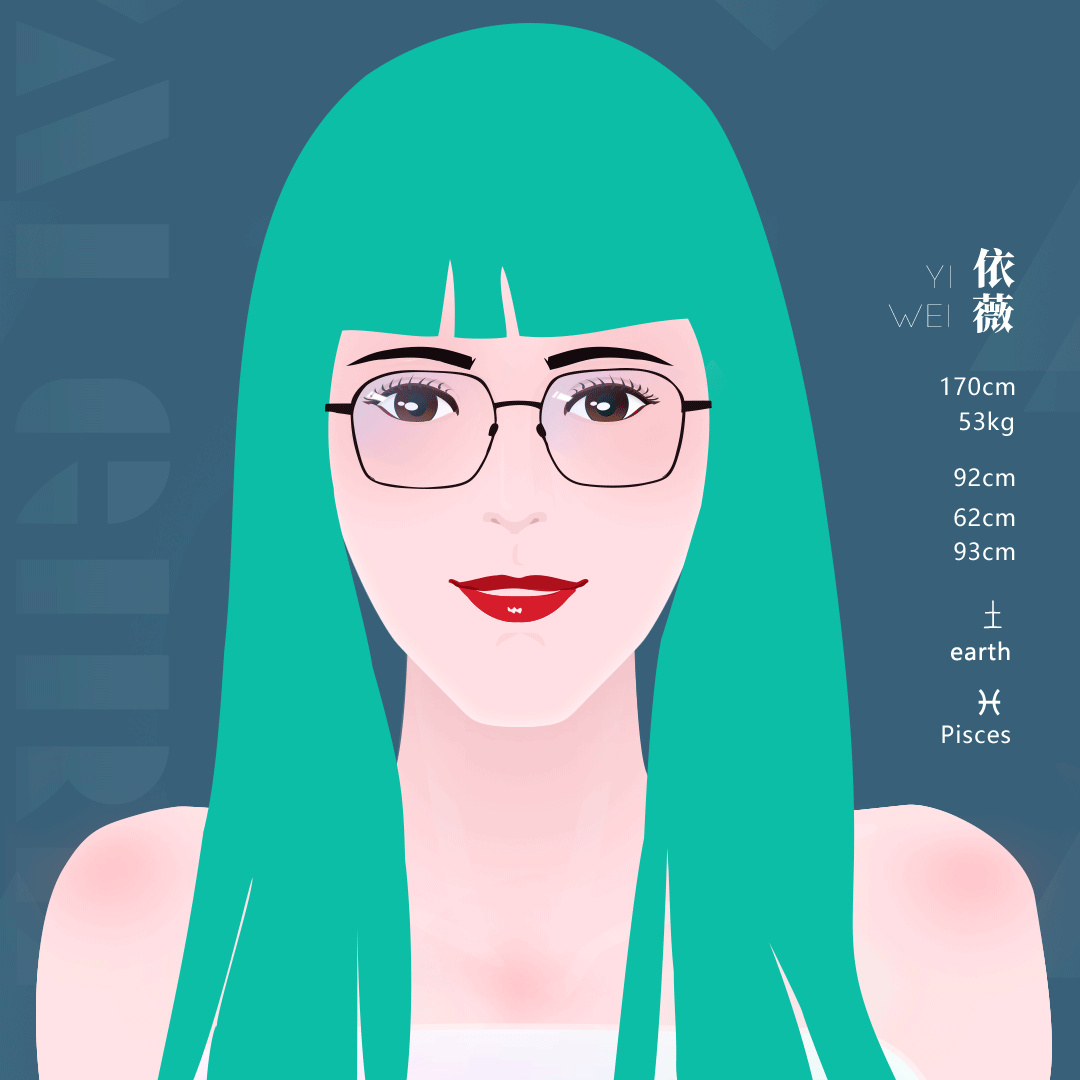 依薇
YI
WEI
170cm
53kg
92cm
62cm
93cm
土
earth
♓
Pisces